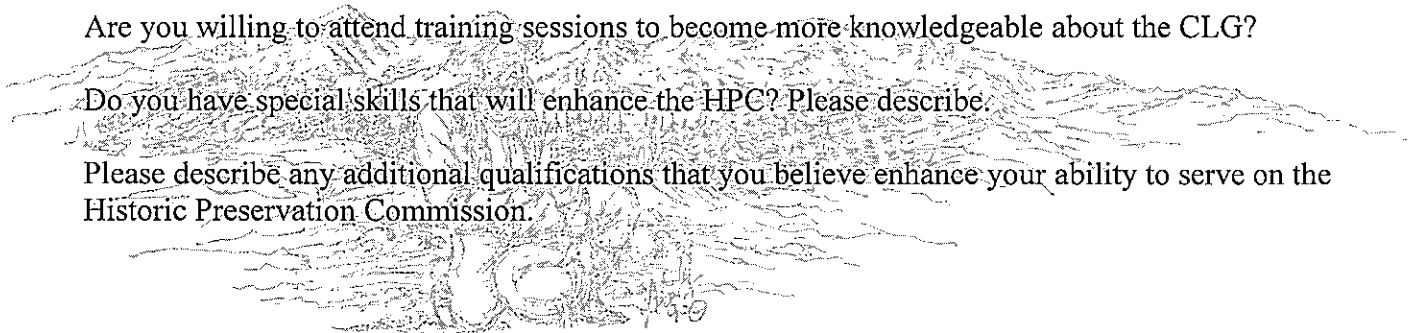 Are you willing to attend training sessions to become more knowledgeable about the CLG?
Do you have special skills that will enhance the HPC? Please describe.
Please describe any additional qualifications that you believe enhance your ability to serve on the
Historic Preservation Commission.